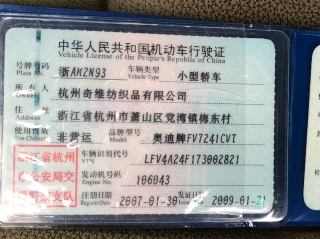 中华人民共和国机动车行驶证
Vehicle License of the People's Republic of China
号牌号码 浙AMZN93 车辆类型 小型轿车
Plate No. Vehicle Type
所有人 杭州奇维纺织品有限公司
Owner
住址 浙江省杭州市萧山区党湾镇梅东村
使用性质 非营运 品牌型号 奥迪牌FV7241CVT
Model
浙江省杭州 车辆识别代号 LFV4A24F173002821
VIN
市公安局交 发动机号码 106043
Engine No.
支队 注册日期 2007-01-30 发证日期 2009-01-21
Register Date Issue Date